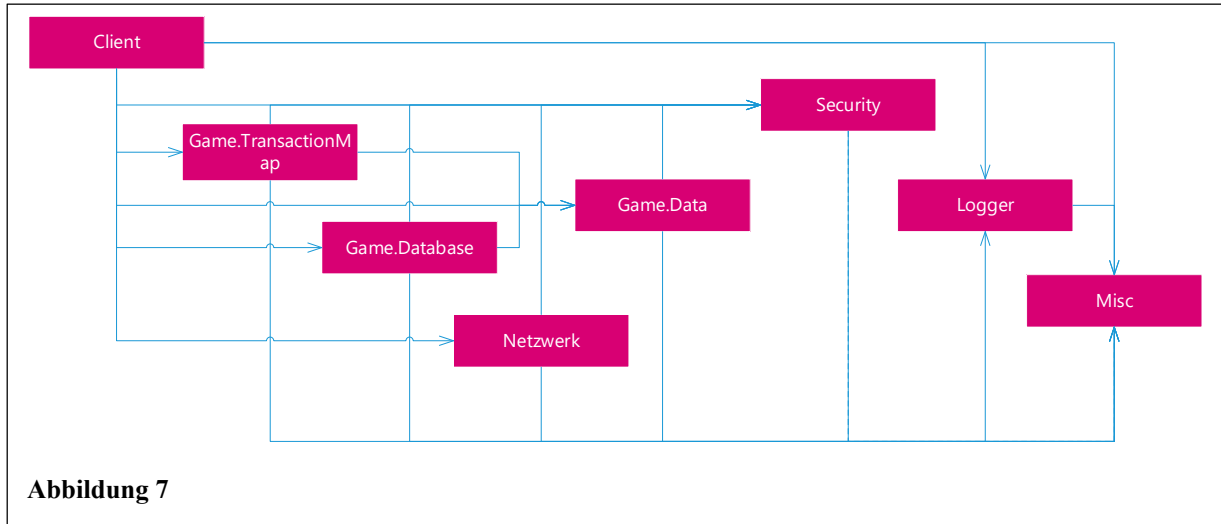 Client
Security
Game.TransactionM
ap
Game.Data
Logger
Game.Database
Misc
Netzwerk
Abbildung 7